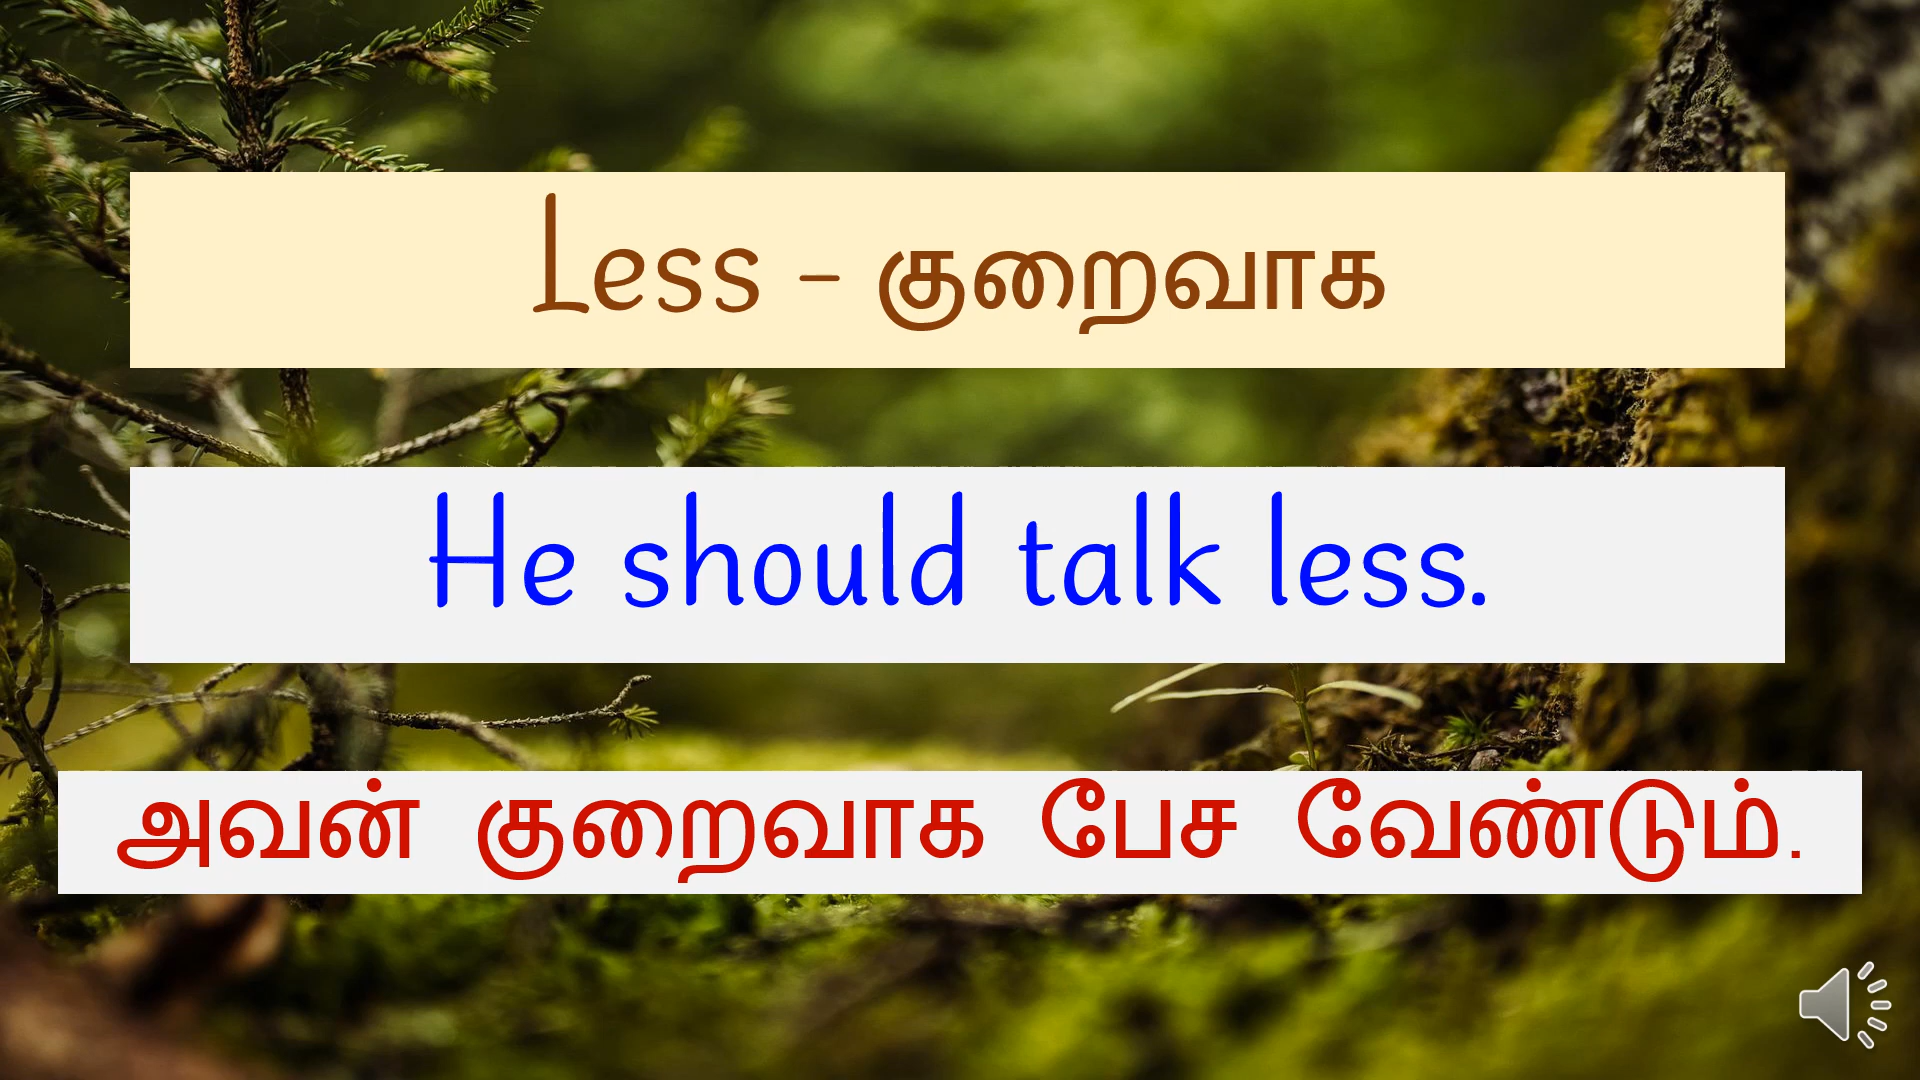 Less - குறைவாக
He should talk less.
அவன் குறைவாக பேச வேண்டும்.